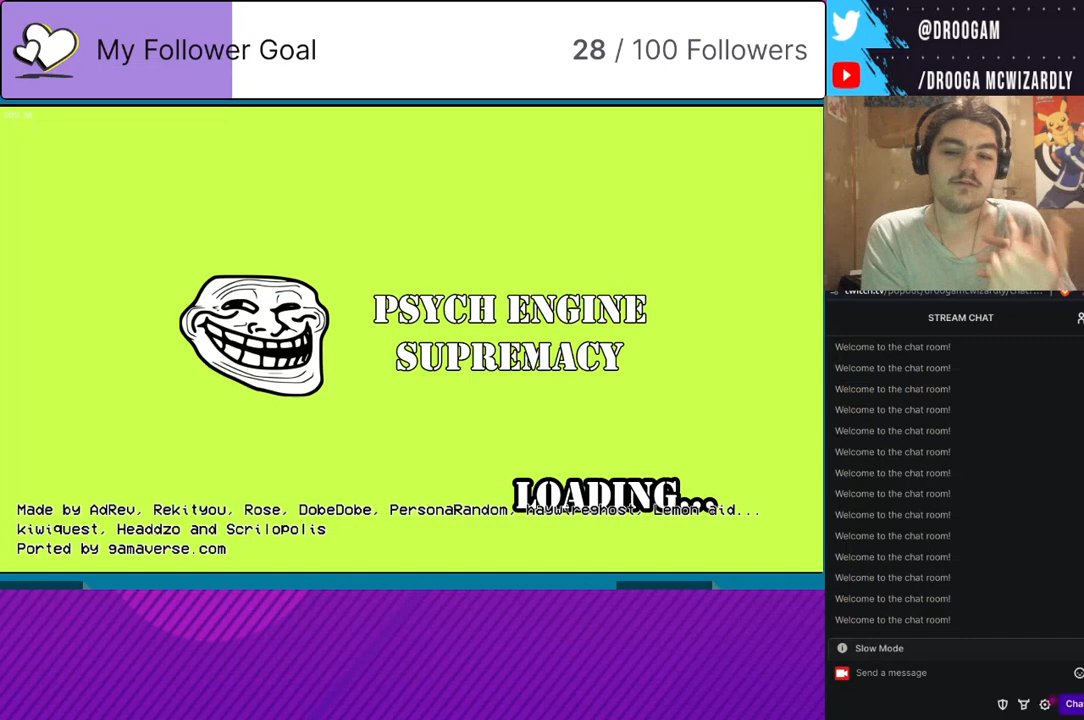 My Follower Goal
28 / 100 Followers
@DROOGAM
/DROOGA MCWIZARDLY
PSYCH ENGINE
SUPREMACY
LOADING...
Made by AdRev, Rekityou, Rose, DobeDobe, PersonaRandom, haywireghost, Lemon aid...
kiwiquest, Headdzo and Scrilopolis
Ported by gamaverse.com
STREAM CHAT
Welcome to the chat room!
Welcome to the chat room!
Welcome to the chat room!
Welcome to the chat room!
Welcome to the chat room!
Welcome to the chat room!
Welcome to the chat room!
Welcome to the chat room!
Welcome to the chat room!
Welcome to the chat room!
Welcome to the chat room!
Welcome to the chat room!
Welcome to the chat room!
Welcome to the chat room!
Slow Mode
Send a message
Cha